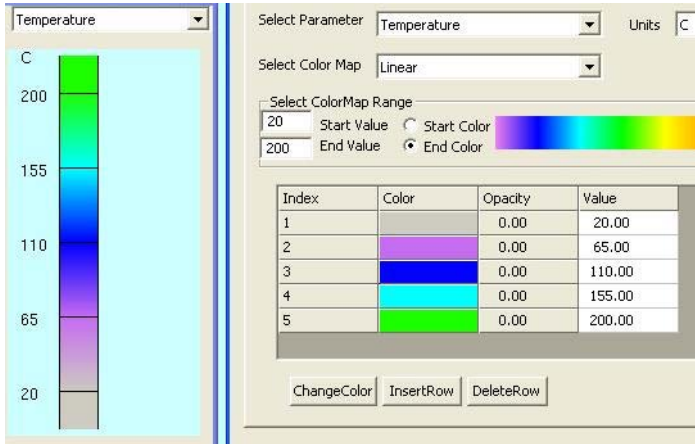 Temperature
C
200
155
110
65
20
Select Parameter Temperature Units C
Select Color Map Linear
Select ColorMap Range
20 Start Value Start Color
200 End Value End Color
Index Color Opacity Value
1 0.00 20.00
2 0.00 65.00
3 0.00 110.00
4 0.00 155.00
5 0.00 200.00
ChangeColor InsertRow DeleteRow